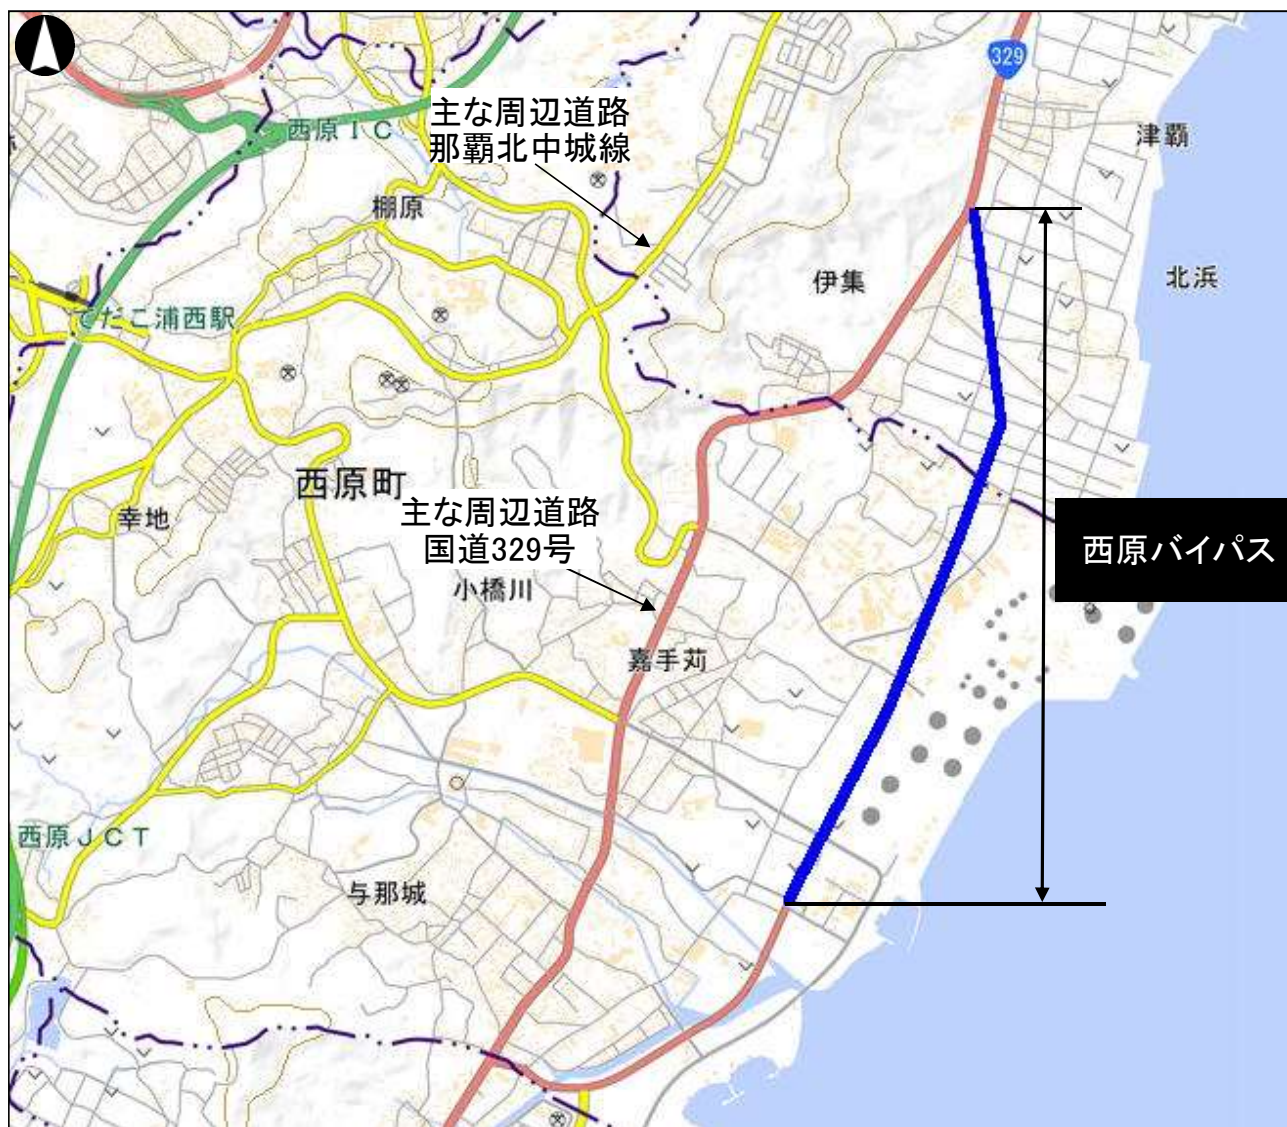 329
主な周辺道路
那覇北中城線
西原IC
津覇
棚原
伊集
北浜
てだこ浦西駅
西原町
主な周辺道路
国道329号
幸地
西原バイパス
小橋川
嘉手苅
西原JCT
与那城